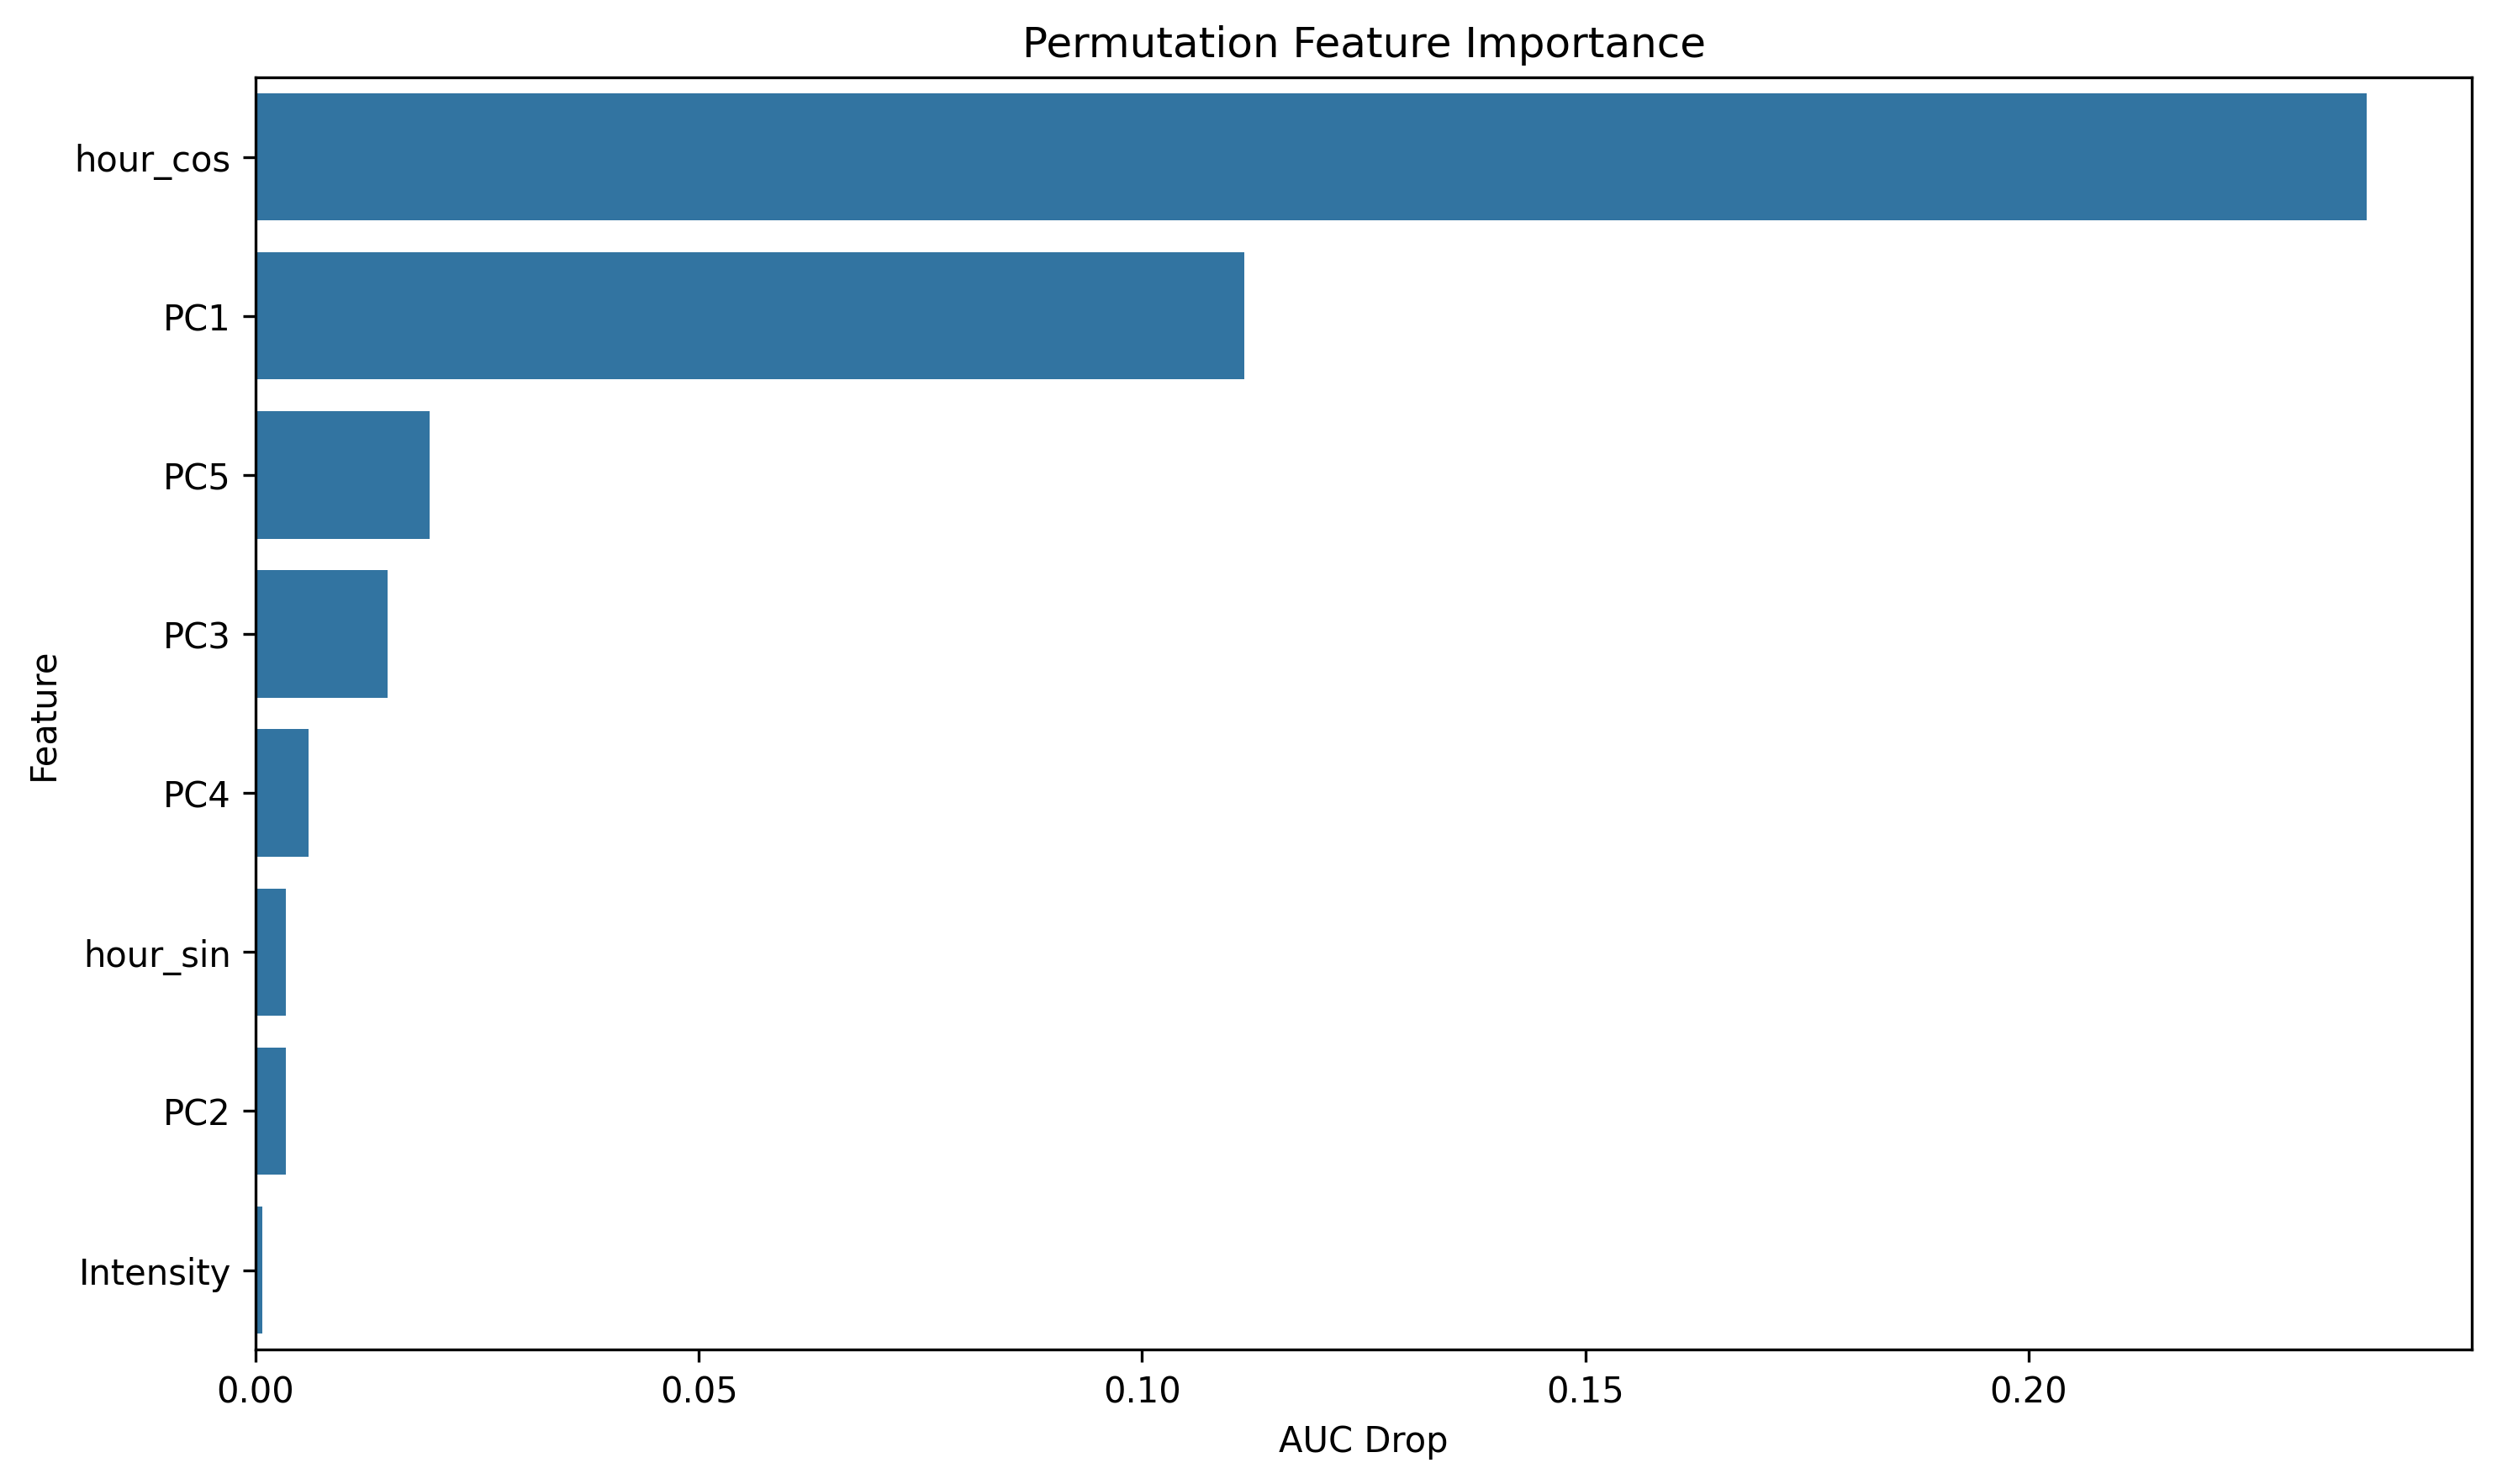 Permutation Feature Importance
hour_cos
PC1
PC5
PC3
PC4
hour_sin
PC2
Intensity
Feature
0.00 0.05 0.10 0.15 0.20
AUC Drop